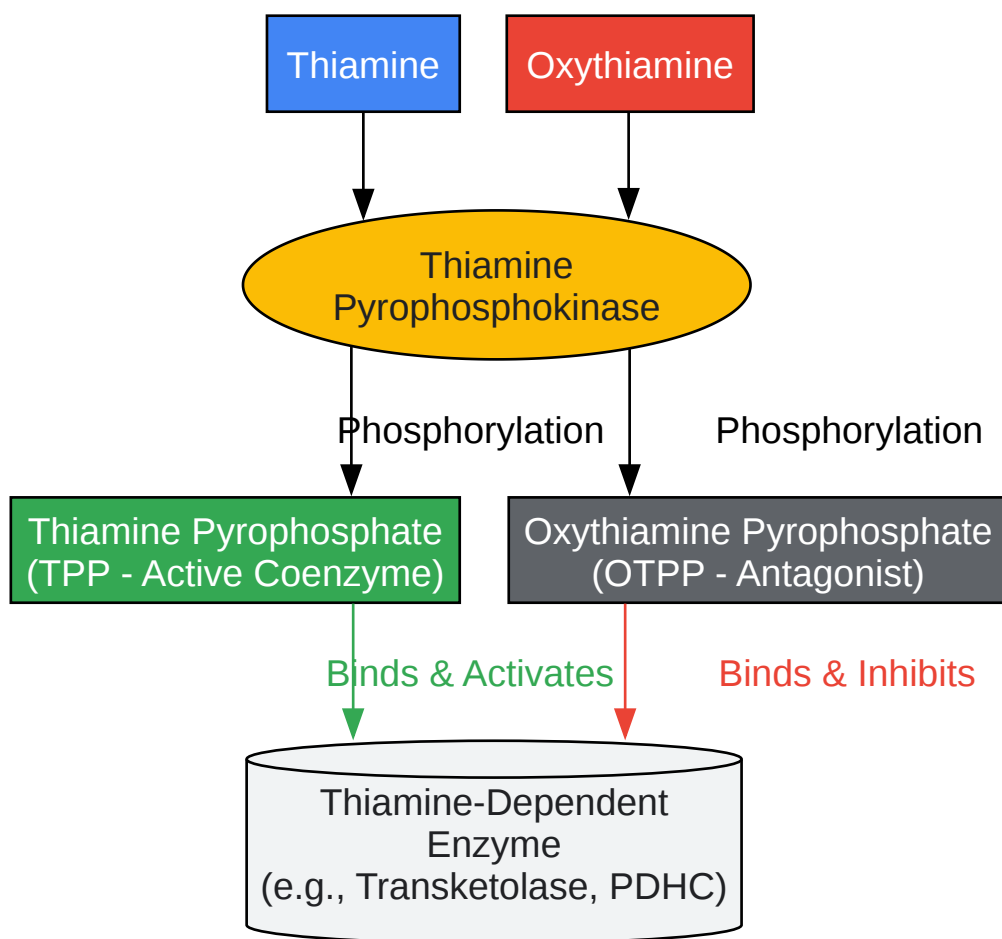 Thiamine
Oxythiamine
Thiamine
Pyrophosphokinase
Phosphorylation
Phosphorylation
Thiamine Pyrophosphate
(TPP - Active Coenzyme)
Oxythiamine Pyrophosphate
(OTPP - Antagonist)
Binds & Activates
Binds & Inhibits
Thiamine-Dependent
Enzyme
(e.g., Transketolase, PDHC)